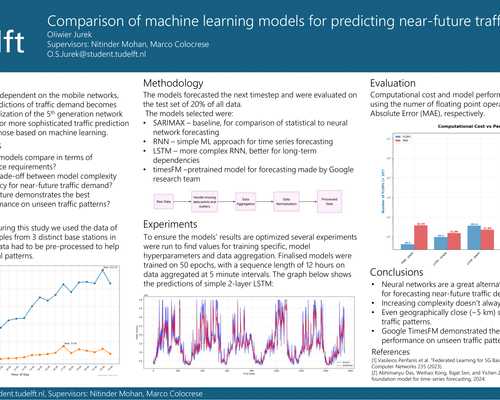 lft
Comparison of machine learning models for predicting near-future traff
Oliwier Jurek
Supervisors: Nitinder Mohan, Marco Colocrese
O.S.Jurek@student.tudelft.nl
dependent on the mobile networks,
dictions of traffic demand becomes
lization of the 5th generation network
or more sophisticated traffic prediction
hose based on machine learning.
s
models compare in terms of
ce requirements?
ade-off between model complexity
cy for near-future traffic demand?
ture demonstrates the best
rmance on unseen traffic patterns?
uring this study we used the data of
ples from 3 distinct base stations in
ata had to be pre-processed to help
l patterns.
Hour of day
Methodology
The models forecasted the next timestep and were evaluated on
the test set of 20% of all data.
The models selected were:
• SARIMAX – baseline, for comparison of statistical to neural
network forecasting
• RNN – simple ML approach for time series forecasting
• LSTM – more complex RNN, better for long-term
dependencies
• timesFM –pretrained model for forecasting made by Google
research team
Raw Data
Handle missing
data points and
outliers
Data
Aggregation
Data
Normalization
Processed
Data
Experiments
To ensure the models' results are optimized several experiments
were run to find values for training specific, model
hyperparameters and data aggregation. Finalised models were
trained on 50 epochs, with a sequence length of 12 hours on
data aggregated at 5 minute intervals. The graph below shows
the predictions of simple 2-layer LSTM:
Evaluation
Computational cost and model perform
using the numer of floating point opera
Absolute Error (MAE), respectively.
Computational Cost vs Pe
Conclusions
• Neural networks are a great alternat
for forecasting near-future traffic de
• Increasing complexity doesn't alway
• Even geographically close (~5 km) c
traffic patterns.
• Google TimesFM demonstrated the
performance on unseen traffic patte
References
[1] Vasileios Perifanis et al. "Federated Learning for 5G Bas
Computer Networks 235 (2023).
[2] Abhimanyu Das, Weihao Kong, Rajat Sen, and Yichen Z
foundation model for time-series forecasting, 2024.
dent.tudelft.nl, Supervisors: Nitinder Mohan, Marco Colocrese